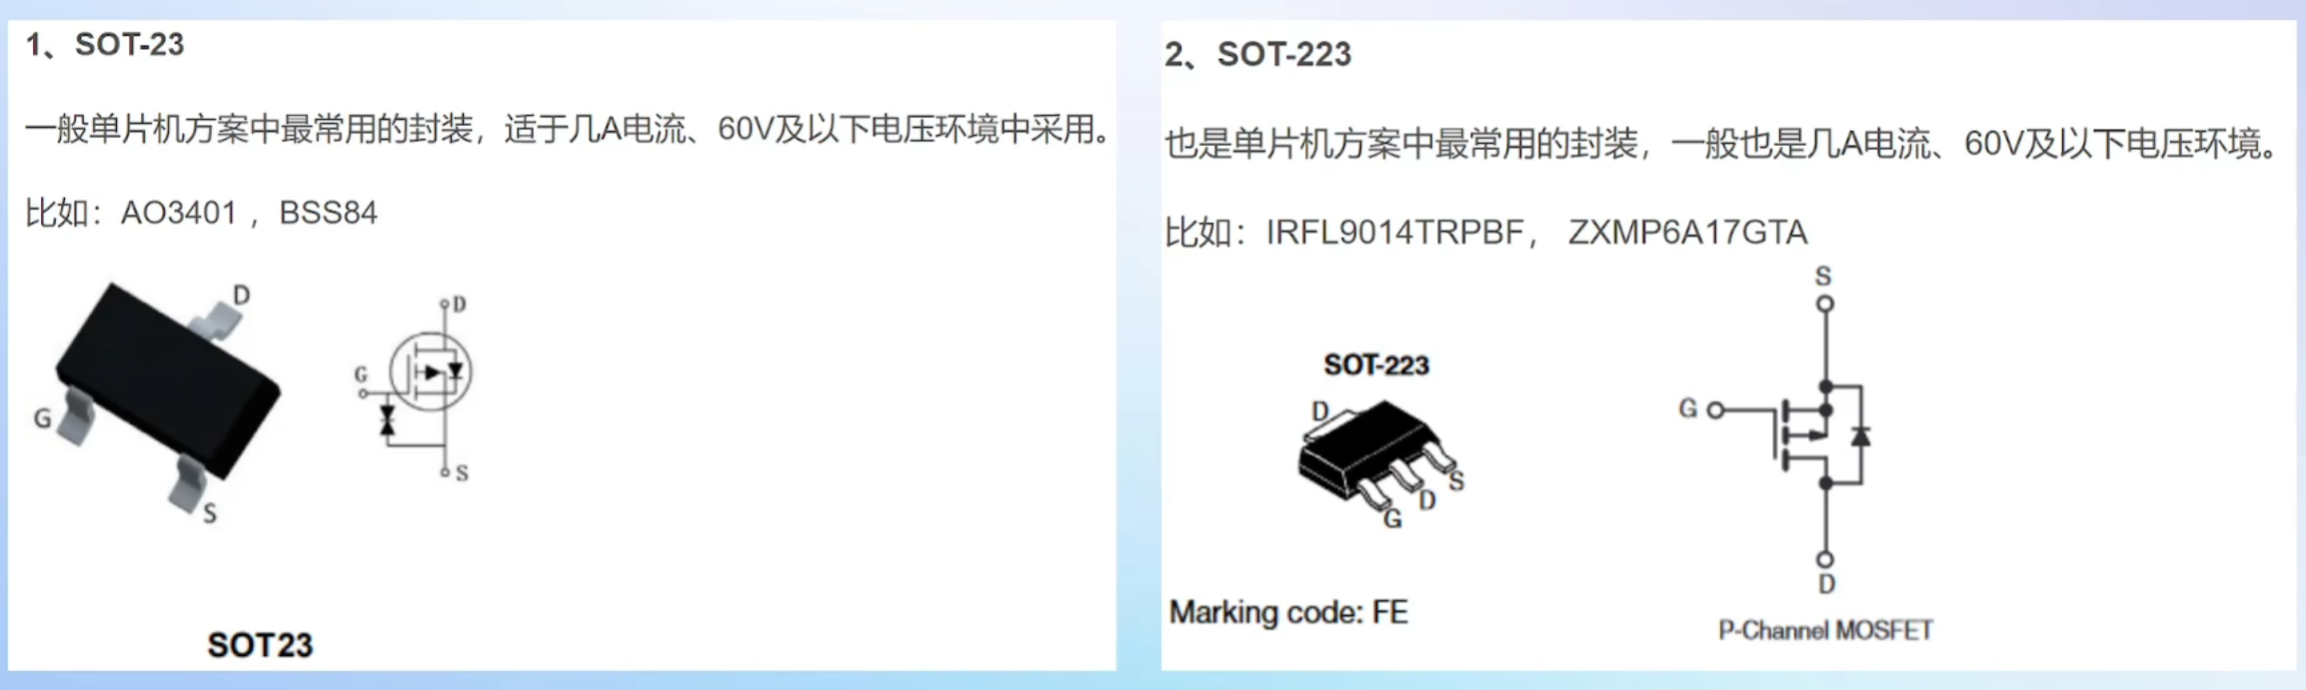 1、SOT-23
一般单片机方案中最常用的封装，适于几A电流、60V及以下电压环境中采用。
比如：AO3401 ，BSS84
D
G
S
D
G
S
SOT23
2、SOT-223
也是单片机方案中最常用的封装，一般也是几A电流、60V及以下电压环境。
比如：IRFL9014TRPBF， ZXMP6A17GTA
SOT-223
D
S
D
G
Marking code: FE
S
G
D
P-Channel MOSFET